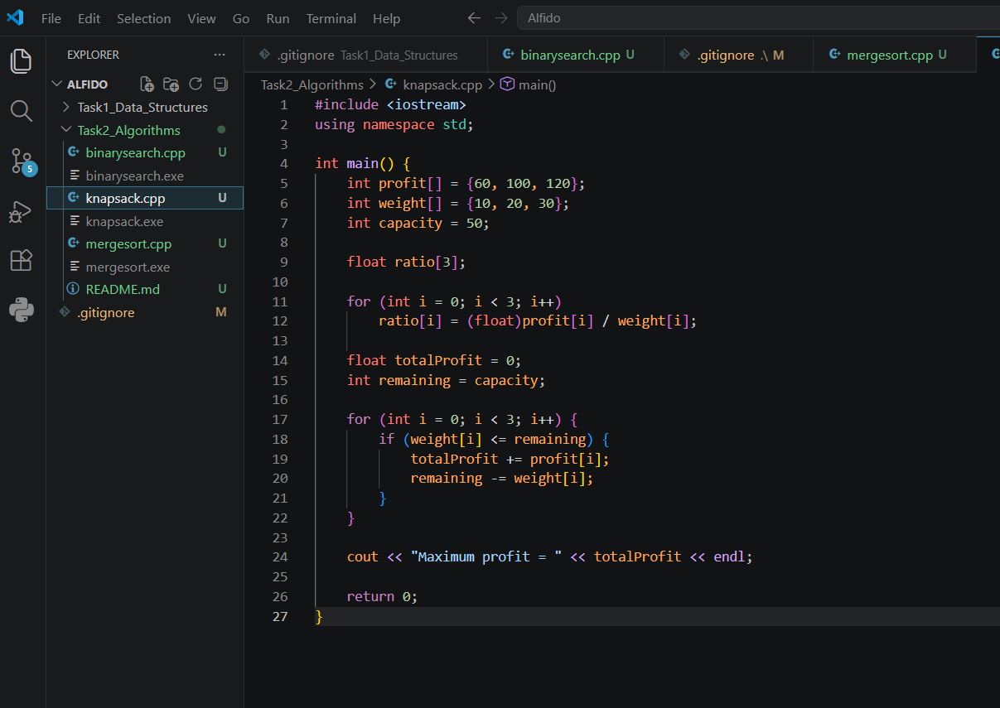 File Edit Selection View Go Run Terminal Help Alfido
EXPLORER ...
.gitignore Task1_Data_Structures binarysearch.cpp U .gitignore .\ M mergesort.cpp U
ALFIDO
Task1_Data_Structures
Task2_Algorithms
binarysearch.cpp U
binarysearch.exe
knapsack.cpp U
knapsack.exe
mergesort.cpp U
mergesort.exe
README.md U
.gitignore M
5
Task2_Algorithms > knapsack.cpp > main()
1 #include <iostream>
2 using namespace std;
3
4 int main() {
5     int profit[] = {60, 100, 120};
6     int weight[] = {10, 20, 30};
7     int capacity = 50;
8
9     float ratio[3];
10
11     for (int i = 0; i < 3; i++)
12         ratio[i] = (float)profit[i] / weight[i];
13
14     float totalProfit = 0;
15     int remaining = capacity;
16
17     for (int i = 0; i < 3; i++) {
18         if (weight[i] <= remaining) {
19             totalProfit += profit[i];
20             remaining -= weight[i];
21         }
22     }
23
24     cout << "Maximum profit = " << totalProfit << endl;
25
26     return 0;
27 }